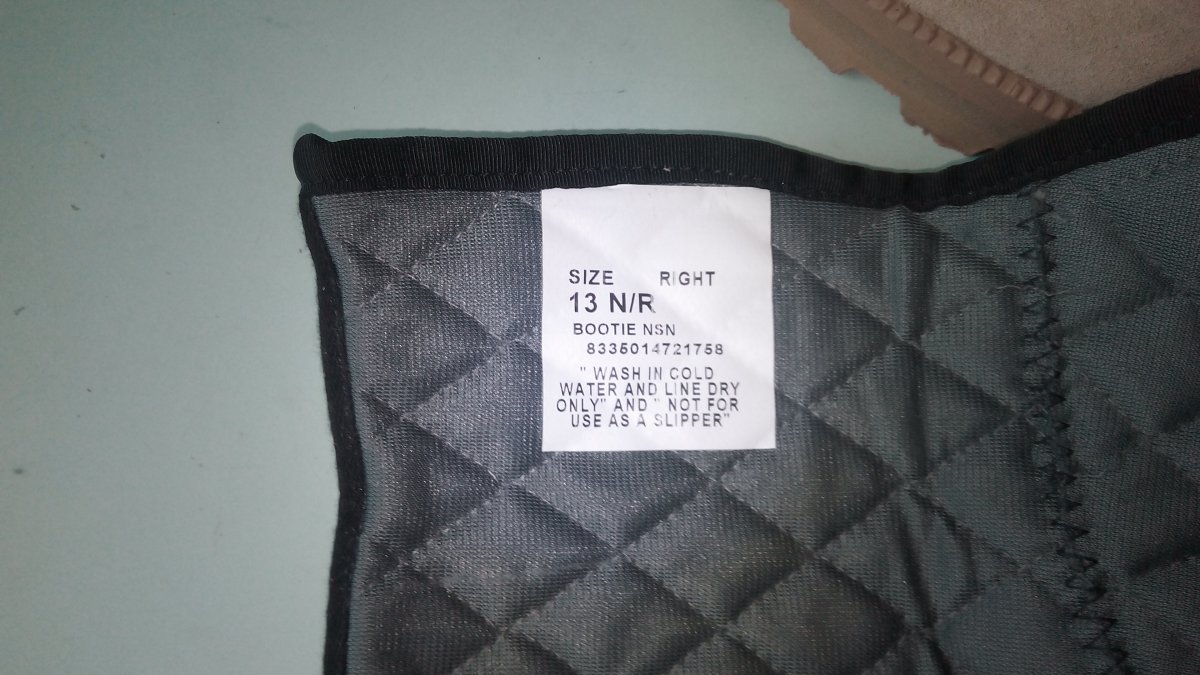 SIZE RIGHT
13 N/R
BOOTIE NSN
8335014721758
" WASH IN COLD
WATER AND LINE DRY
ONLY" AND " NOT FOR
USE AS A SLIPPER"